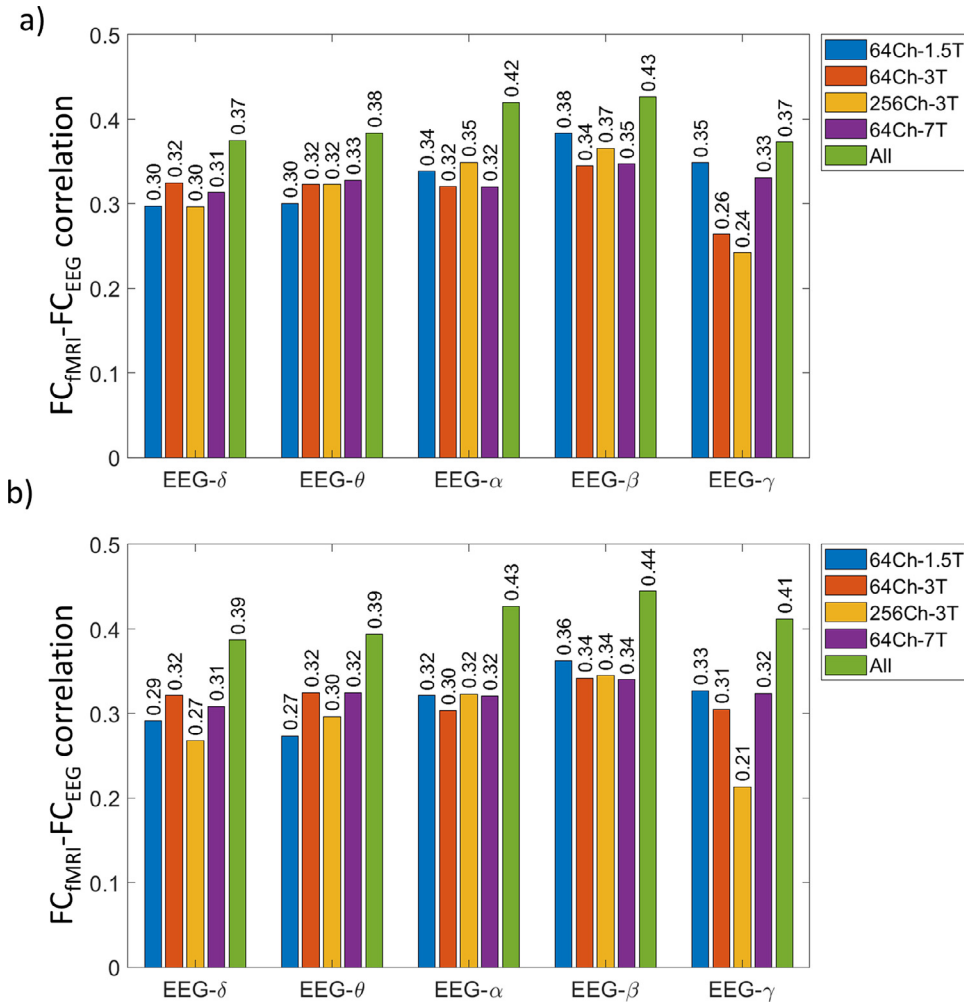 a)
FCfMRI-FCEEG correlation
0.5
0.4
0.3
0.2
0.1
0
0.30
0.32
0.30
0.31
0.37
0.30
0.32
0.32
0.33
0.38
0.34
0.32
0.35
0.32
0.42
0.38
0.34
0.37
0.35
0.43
0.35
0.26
0.24
0.33
0.37
EEG-δ
EEG-θ
EEG-α
EEG-β
EEG-γ
64Ch-1.5T
64Ch-3T
256Ch-3T
64Ch-7T
All
b)
FCfMRI-FCEEG correlation
0.5
0.4
0.3
0.2
0.1
0
0.29
0.32
0.27
0.31
0.39
0.27
0.32
0.30
0.32
0.39
0.32
0.30
0.32
0.32
0.43
0.36
0.34
0.34
0.34
0.44
0.33
0.31
0.21
0.32
0.41
EEG-δ
EEG-θ
EEG-α
EEG-β
EEG-γ
64Ch-1.5T
64Ch-3T
256Ch-3T
64Ch-7T
All